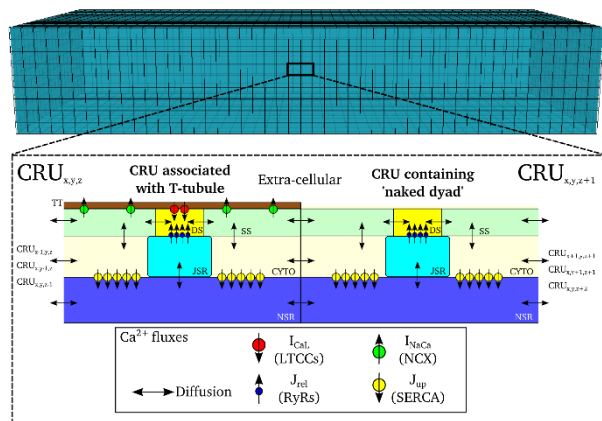 CRUx,y,z
CRU associated
with T-tubule
Extra-cellular
CRU containing
'naked dyad'
CRUx,y,z+1
TT
DS
SS
DS
SS
CRUx-1,y,z
CRUx,y-1,z
CRUx,y,z-1
CRUx+1,y,z+1
CRUx,y+1,z+1
CRUx,y,z+2
JSR
CYTO
JSR
CYTO
NSR
NSR
Ca2+ fluxes
ICaL
(LTCCs)
INaCa
(NCX)
Diffusion
Jrel
(RyRs)
Jup
(SERCA)